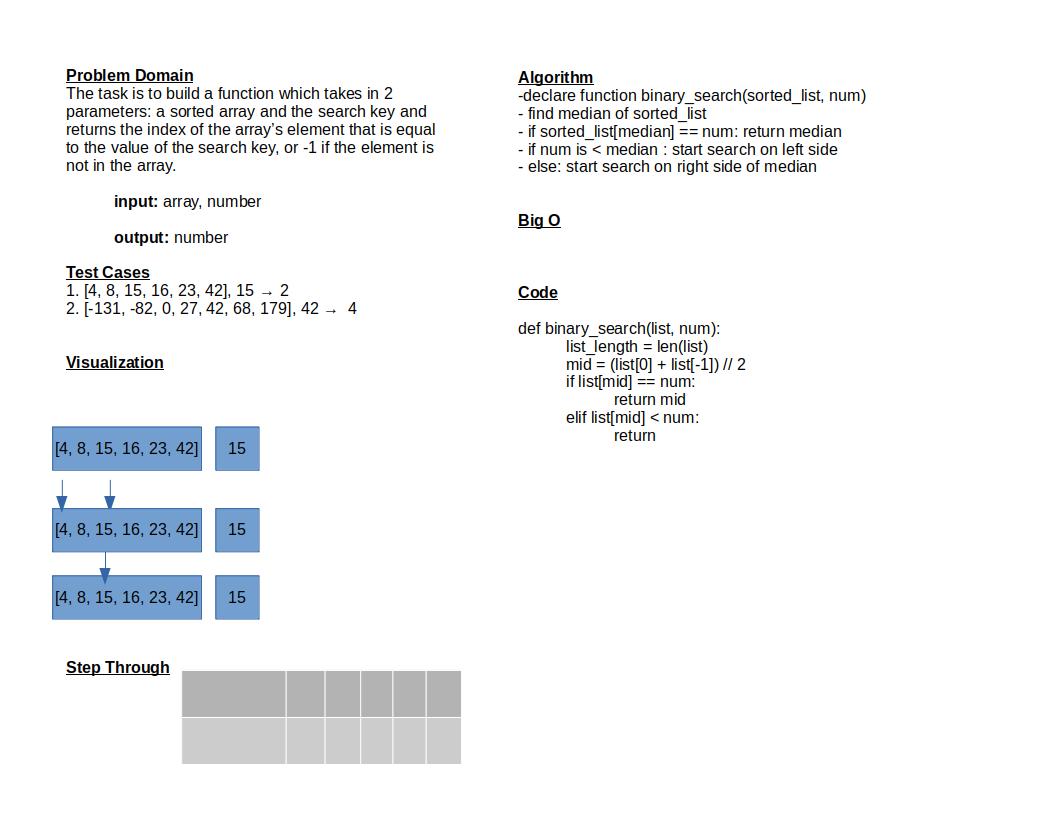 Problem Domain
The task is to build a function which takes in 2
parameters: a sorted array and the search key and
returns the index of the array's element that is equal
to the value of the search key, or -1 if the element is
not in the array.
input: array, number
output: number
Test Cases
1. [4, 8, 15, 16, 23, 42], 15 → 2
2. [-131, -82, 0, 27, 42, 68, 179], 42 → 4
Visualization
[4, 8, 15, 16, 23, 42] 15
[4, 8, 15, 16, 23, 42] 15
[4, 8, 15, 16, 23, 42] 15
Step Through
Algorithm
-declare function binary_search(sorted_list, num)
- find median of sorted_list
- if sorted_list[median] == num: return median
- if num is < median : start search on left side
- else: start search on right side of median
Big O
Code
def binary_search(list, num):
list_length = len(list)
mid = (list[0] + list[-1]) // 2
if list[mid] == num:
return mid
elif list[mid] < num:
return